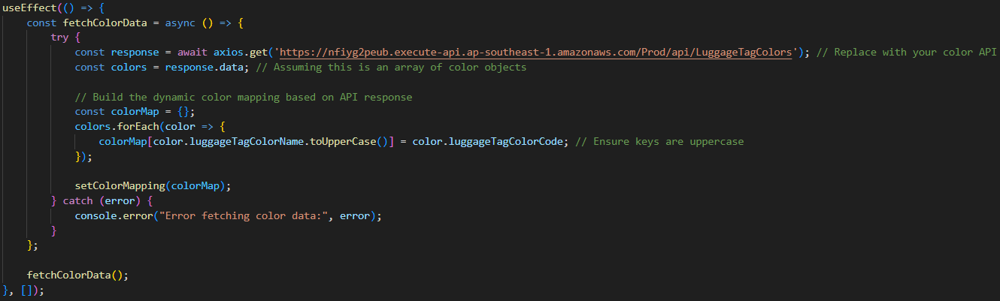 useEffect(() => {
    const fetchColorData = async () => {
        try {
            const response = await axios.get('https://nfiyg2peub.execute-api.ap-southeast-1.amazonaws.com/Prod/api/LuggageTagColors'); // Replace with your color API
            const colors = response.data; // Assuming this is an array of color objects

            // Build the dynamic color mapping based on API response
            const colorMap = {};
            colors.forEach(color => {
                colorMap[color.luggageTagColorName.toUpperCase()] = color.luggageTagColorCode; // Ensure keys are uppercase
            });

            setColorMapping(colorMap);
        } catch (error) {
            console.error("Error fetching color data:", error);
        }
    };

    fetchColorData();
}, []);